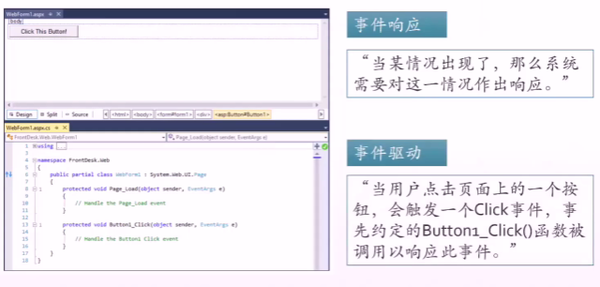 WebForm1.aspx
body
Click This Button!
Design Split Source <html> <body> <form#form1> <div> <asp:Button#Button1>
WebForm1.aspx.cs
FrontDesk.Web.WebForm1 Page_Load(object sender, EventArgs e)
1 using
3
4 namespace FrontDesk.Web
5 {
6 public partial class WebForm1 : System.Web.UI.Page
7 {
8 protected void Page_Load(object sender, EventArgs e)
9 {
10 // Handle the Page_Load event
11 }
12
13 protected void Button1_Click(object sender, EventArgs e)
14 {
15 // Handle the Button1 Click event
16 }
17 }
18 }
事件响应
“当某情况出现了，那么系统
需要对这一情况作出响应。”
事件驱动
“当用户点击页面上的一个按
钮，会触发一个Click事件，事
先约定的Button1_Click()函数被
调用以响应此事件。”